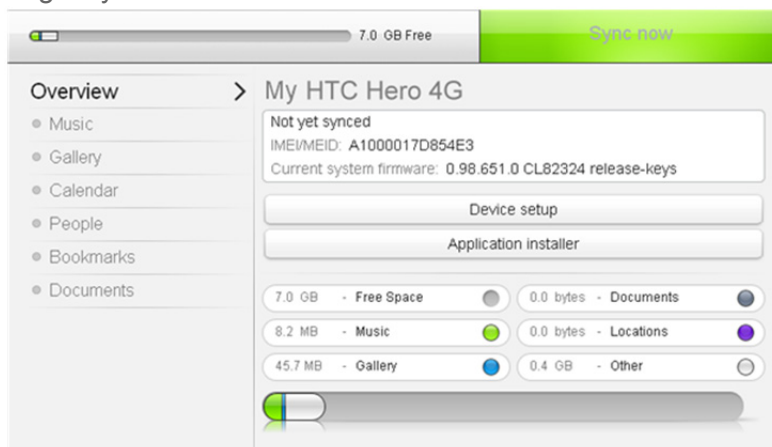 7.0 GB Free
Sync now
Overview
Music
Gallery
Calendar
People
Bookmarks
Documents
My HTC Hero 4G
Not yet synced
IMEI/MEID: A1000017D854E3
Current system firmware: 0.98.651.0 CL82324 release-keys
Device setup
Application installer
7.0 GB - Free Space
0.0 bytes - Documents
8.2 MB - Music
0.0 bytes - Locations
45.7 MB - Gallery
0.4 GB - Other